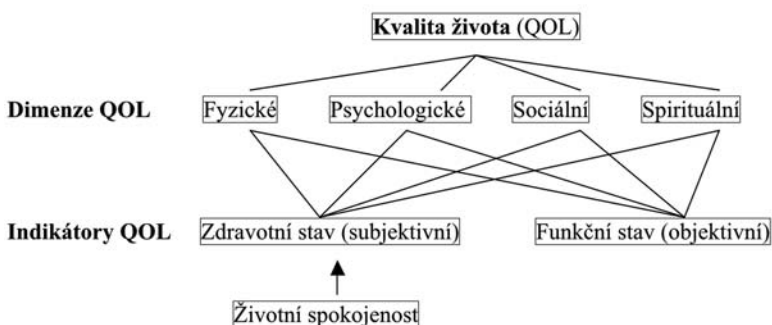 Kvalita života (QOL)
Dimenze QOL Fyzické Psychologické Sociální Spirituální
Indikátory QOL Zdravotní stav (subjektivní) Funkční stav (objektivní)
Životní spokojenost